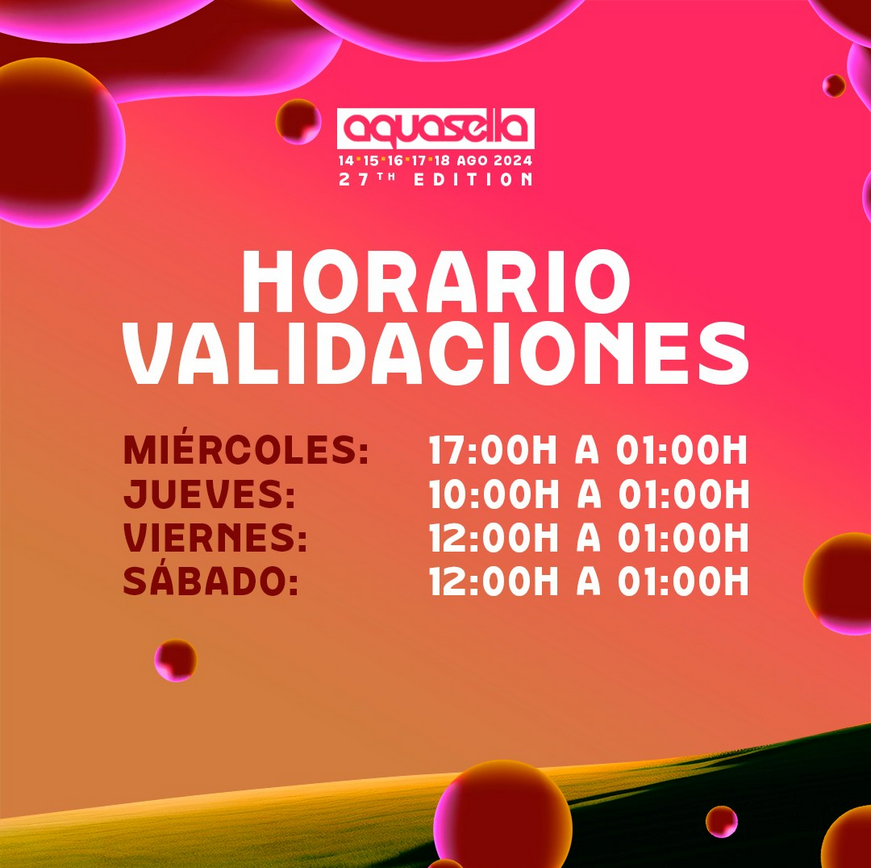 aquasella
14·15·16·17·18 AGO 2024
27TH EDITION
HORARIO
VALIDACIONES
MIÉRCOLES: 17:00H A 01:00H
JUEVES: 10:00H A 01:00H
VIERNES: 12:00H A 01:00H
SÁBADO: 12:00H A 01:00H